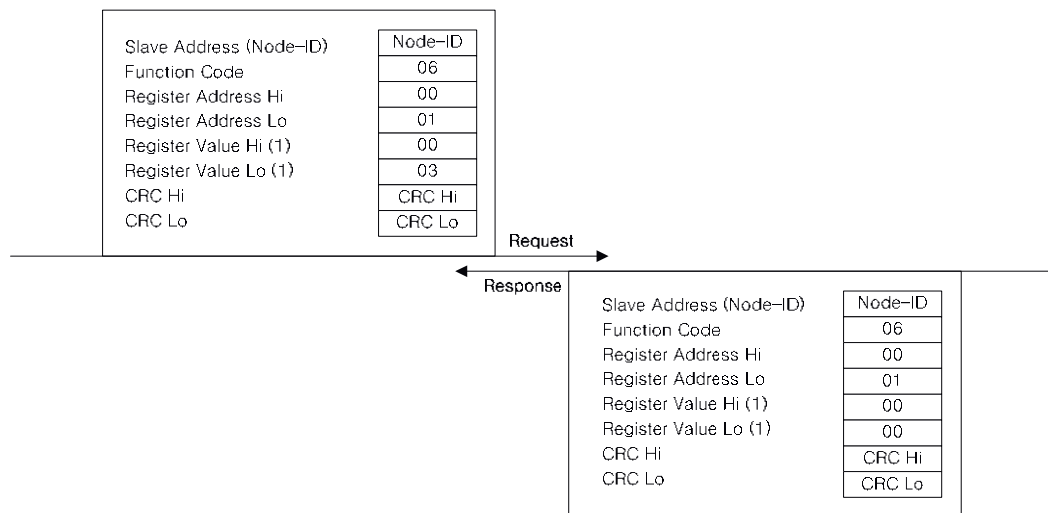 Slave Address (Node-ID) Node-ID
Function Code 06
Register Address Hi 00
Register Address Lo 01
Register Value Hi (1) 00
Register Value Lo (1) 03
CRC Hi CRC Hi
CRC Lo CRC Lo
Request
Response
Slave Address (Node-ID) Node-ID
Function Code 06
Register Address Hi 00
Register Address Lo 01
Register Value Hi (1) 00
Register Value Lo (1) 00
CRC Hi CRC Hi
CRC Lo CRC Lo